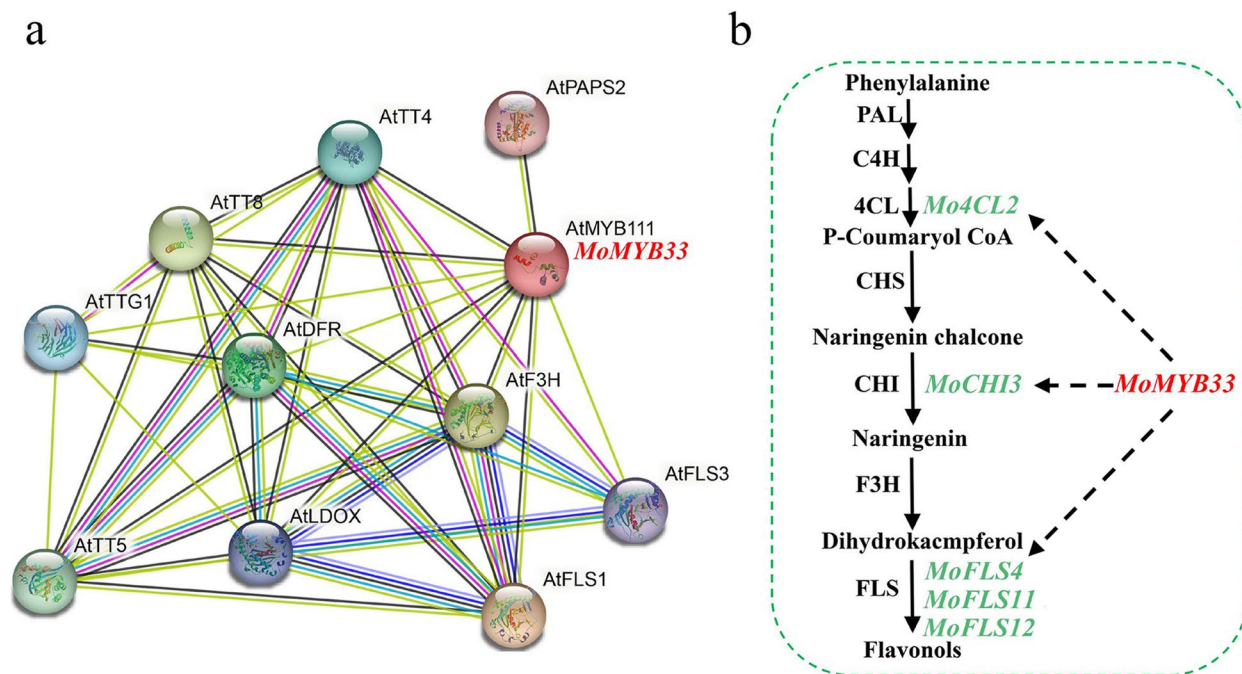 a
AtPAPS2
AtTT4
AtTT8
AtMYB111
MoMYB33
AtTTG1
AtDFR
AtF3H
AtFLS3
AtLDOX
AtTT5
AtFLS1
b
Phenylalanine
PAL
C4H
4CL Mo4CL2
P-Coumaryol CoA
CHS
Naringenin chalcone
CHI MoCHI3 MoMYB33
Naringenin
F3H
Dihydrokacmpferol
MoFLS4
FLS MoFLS11
MoFLS12
Flavonols